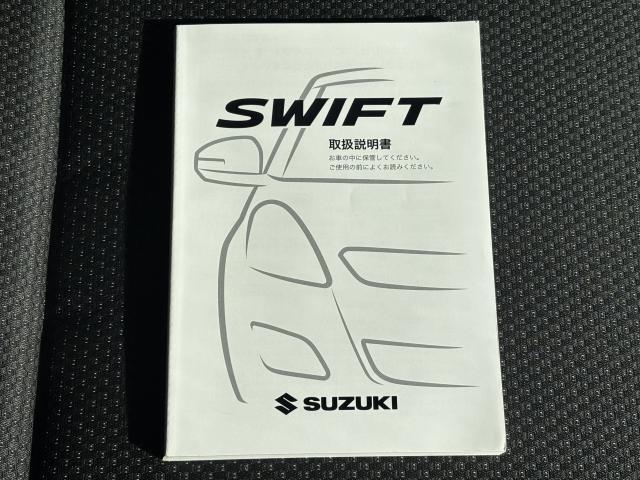 SWIFT
取扱説明書
お車の中に保管してください。
ご使用の前によくお読みください。
SUZUKI